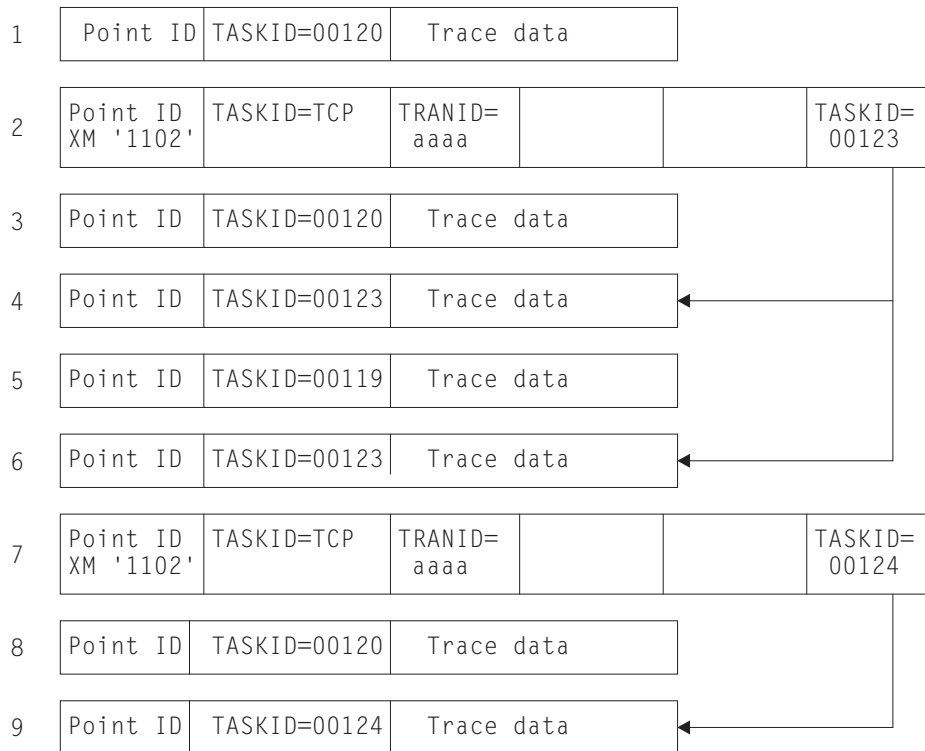 1 Point ID TASKID=00120 Trace data
2 Point ID TASKID=TCP TRANID= TASKID=
XM '1102' aaaa 00123
3 Point ID TASKID=00120 Trace data
4 Point ID TASKID=00123 Trace data
5 Point ID TASKID=00119 Trace data
6 Point ID TASKID=00123 Trace data
7 Point ID TASKID=TCP TRANID= TASKID=
XM '1102' aaaa 00124
8 Point ID TASKID=00120 Trace data
9 Point ID TASKID=00124 Trace data